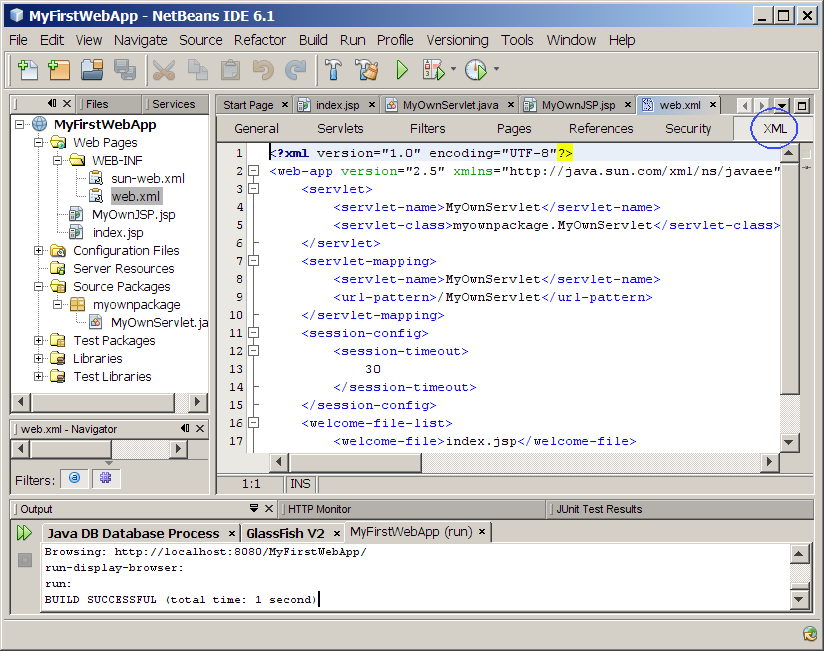 MyFirstWebApp - NetBeans IDE 6.1
File Edit View Navigate Source Refactor Build Run Profile Versioning Tools Window Help
Files Services
MyFirstWebApp
Web Pages
WEB-INF
sun-web.xml
web.xml
MyOwnJSP.jsp
index.jsp
Configuration Files
Server Resources
Source Packages
myownpackage
MyOwnServlet.ja
Test Packages
Libraries
Test Libraries
web.xml - Navigator
Filters: @
Start Page index.jsp MyOwnServlet.java MyOwnJSP.jsp web.xml
General Servlets Filters Pages References Security XML
1 <?xml version="1.0" encoding="UTF-8"?>
2 <web-app version="2.5" xmlns="http://java.sun.com/xml/ns/javaee"
3 <servlet>
4 <servlet-name>MyOwnServlet</servlet-name>
5 <servlet-class>myownpackage.MyOwnServlet</servlet-class>
6 </servlet>
7 <servlet-mapping>
8 <servlet-name>MyOwnServlet</servlet-name>
9 <url-pattern>/MyOwnServlet</url-pattern>
10 </servlet-mapping>
11 <session-config>
12 <session-timeout>
13 30
14 </session-timeout>
15 </session-config>
16 <welcome-file-list>
17 <welcome-file>index.jsp</welcome-file>
1:1 INS
Output HTTP Monitor JUnit Test Results
Java DB Database Process GlassFish V2 MyFirstWebApp (run)
Browsing: http://localhost:8080/MyFirstWebApp/
run-display-browser:
run:
BUILD SUCCESSFUL (total time: 1 second)